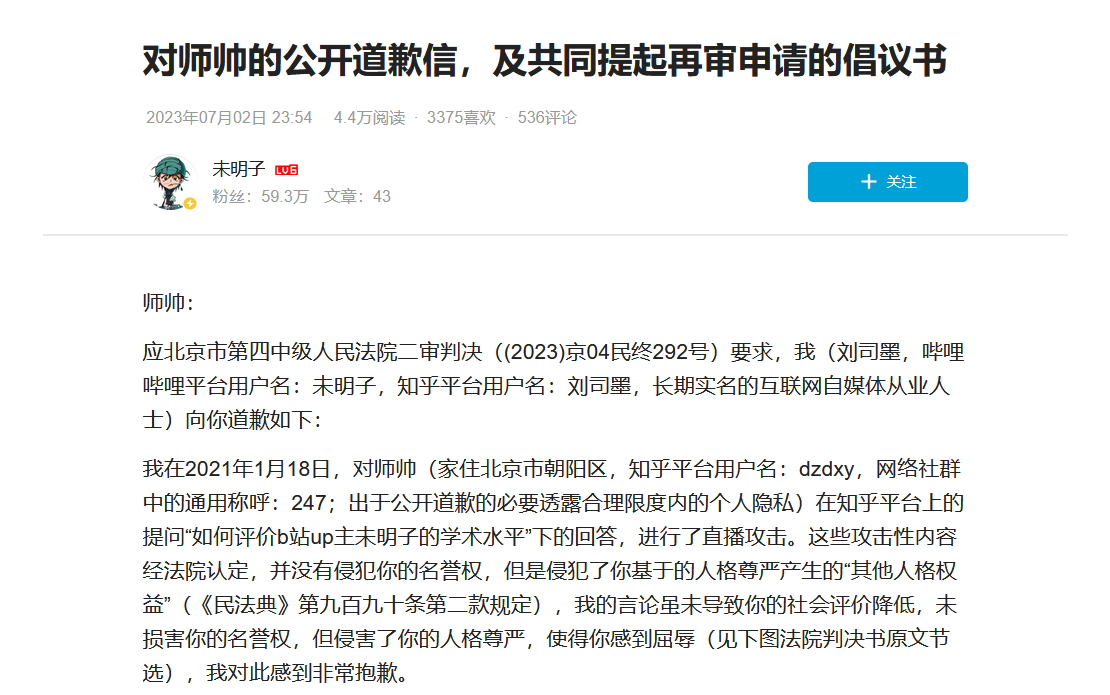 对师帅的公开道歉信，及共同提起再审申请的倡议书
2023年07月02日 23:54 4.4万阅读 · 3375喜欢 · 536评论
未明子 LV6
粉丝：59.3万 文章：43
+ 关注
师帅：
应北京市第四中级人民法院二审判决（(2023)京04民终292号）要求，我（刘司墨，哔哩
哔哩平台用户名：未明子，知乎平台用户名：刘司墨，长期实名的互联网自媒体从业人
士）向你道歉如下：
我在2021年1月18日，对师帅（家住北京市朝阳区，知乎平台用户名：dzdxy，网络社群
中的通用称呼：247；出于公开道歉的必要透露合理限度内的个人隐私）在知乎平台上的
提问“如何评价b站up主未明子的学术水平”下的回答，进行了直播攻击。这些攻击性内容
经法院认定，并没有侵犯你的名誉权，但是侵犯了你基于的人格尊严产生的“其他人格权
益”（《民法典》第九百九十条第二款规定），我的言论虽未导致你的社会评价降低，未
损害你的名誉权，但侵害了你的人格尊严，使得你感到屈辱（见下图法院判决书原文节
选），我对此感到非常抱歉。